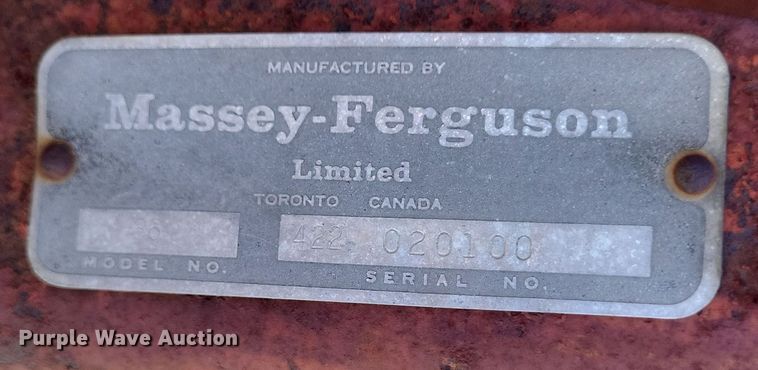 MANUFACTURED BY
Massey-Ferguson
Limited
TORONTO CANADA
422 020100
MODEL NO.
SERIAL NO.
Purple Wave Auction